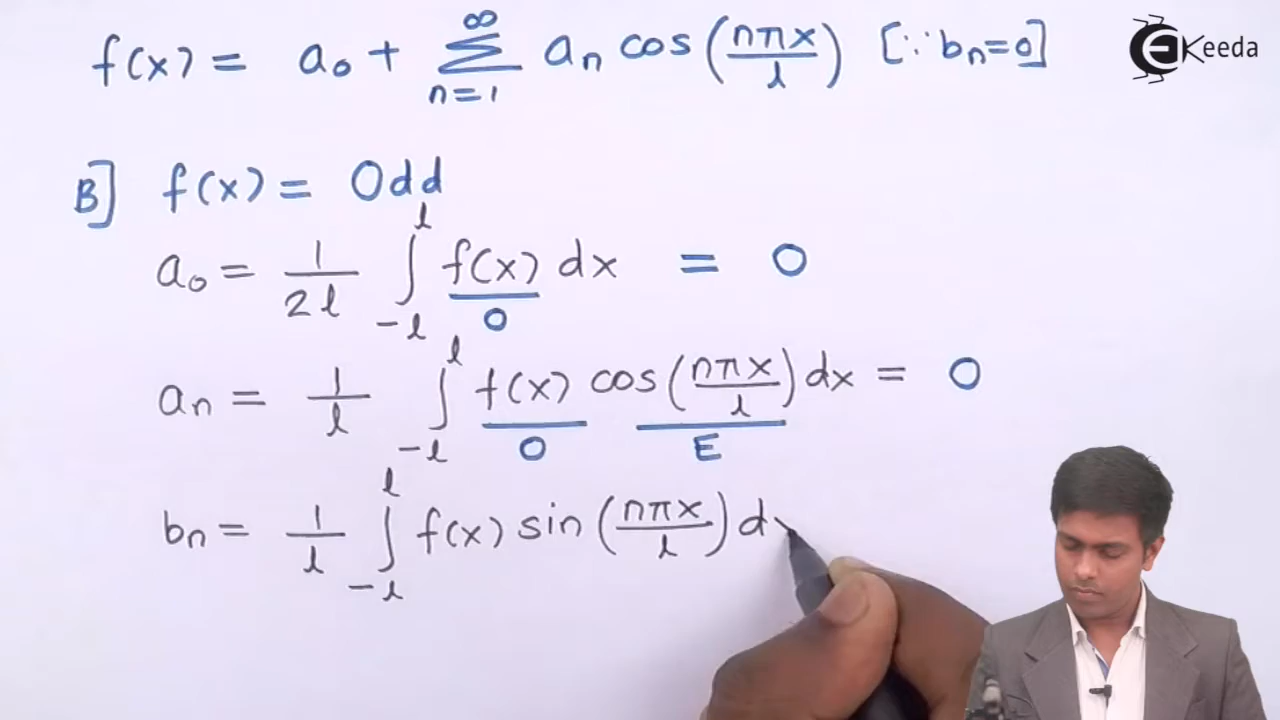 f(x) = a₀ + ∞ Σ n=1 aₙ cos(nπx/l) [∵ bₙ=0]
Keeda
B] f(x) = Odd
a₀ = 1/2l ∫ l -l f(x) dx = 0
0
aₙ = 1/l ∫ l -l f(x) cos(nπx/l) dx = 0
0 E
bₙ = 1/l ∫ l -l f(x) sin(nπx/l) dx